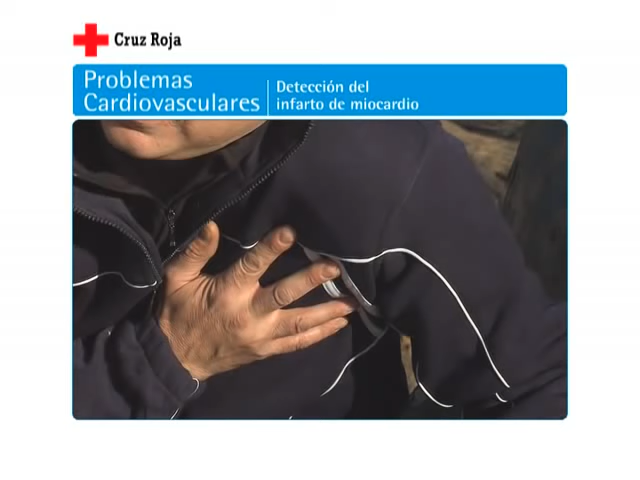 Cruz Roja
Problemas
Cardiovasculares
Detección del
infarto de miocardio